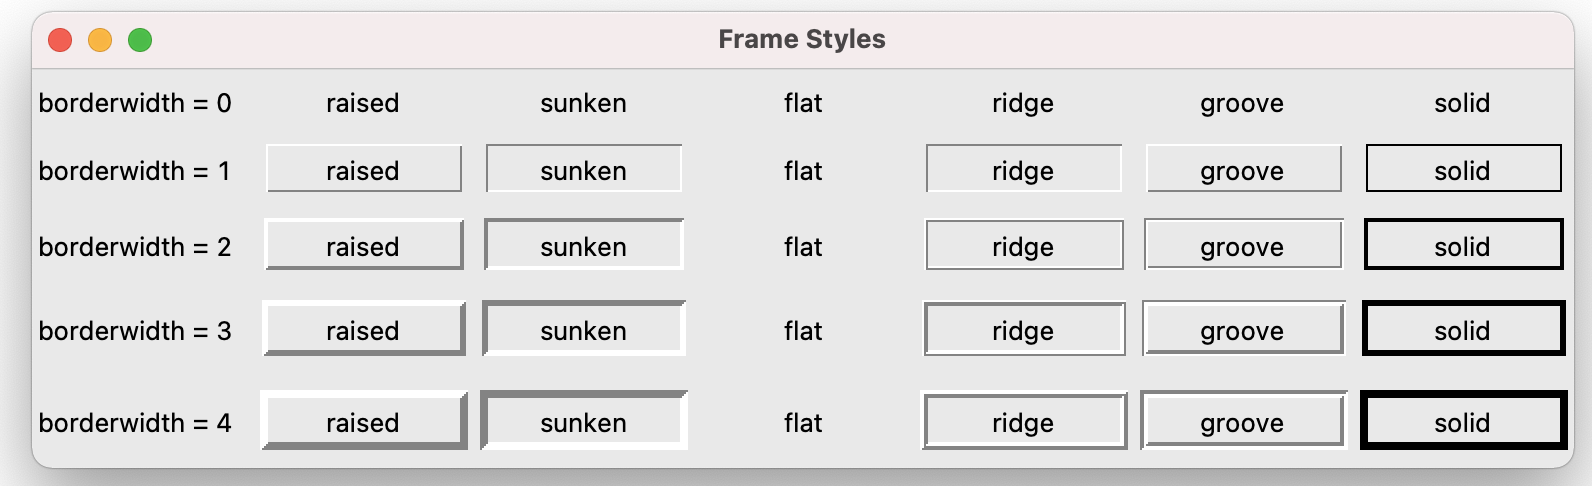 Frame Styles
borderwidth = 0 raised sunken flat ridge groove solid
borderwidth = 1 raised sunken flat ridge groove solid
borderwidth = 2 raised sunken flat ridge groove solid
borderwidth = 3 raised sunken flat ridge groove solid
borderwidth = 4 raised sunken flat ridge groove solid